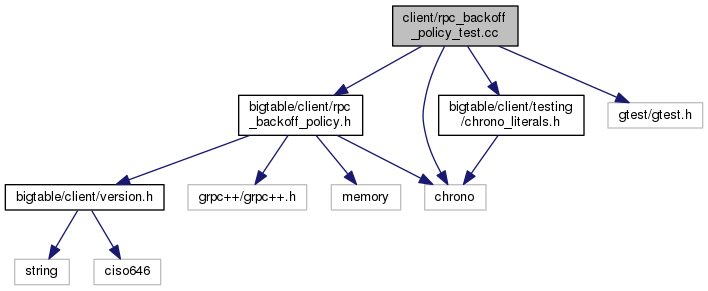 client/rpc_backoff
_policy_test.cc
bigtable/client/rpc
_backoff_policy.h
bigtable/client/testing
/chrono_literals.h
gtest/gtest.h
bigtable/client/version.h
grpc++/grpc++.h
memory
chrono
string
ciso646